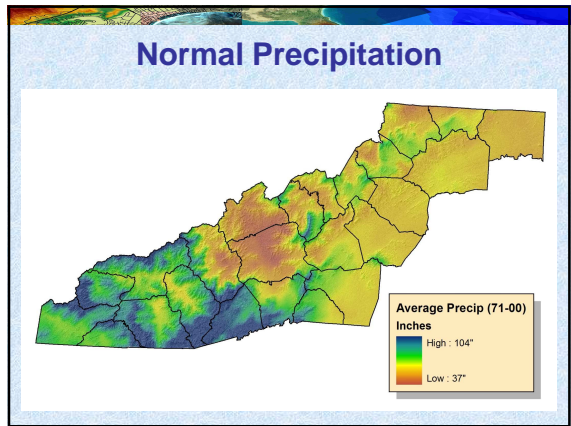 Normal Precipitation
Average Precip (71-00)
Inches
High : 104"
Low : 37"